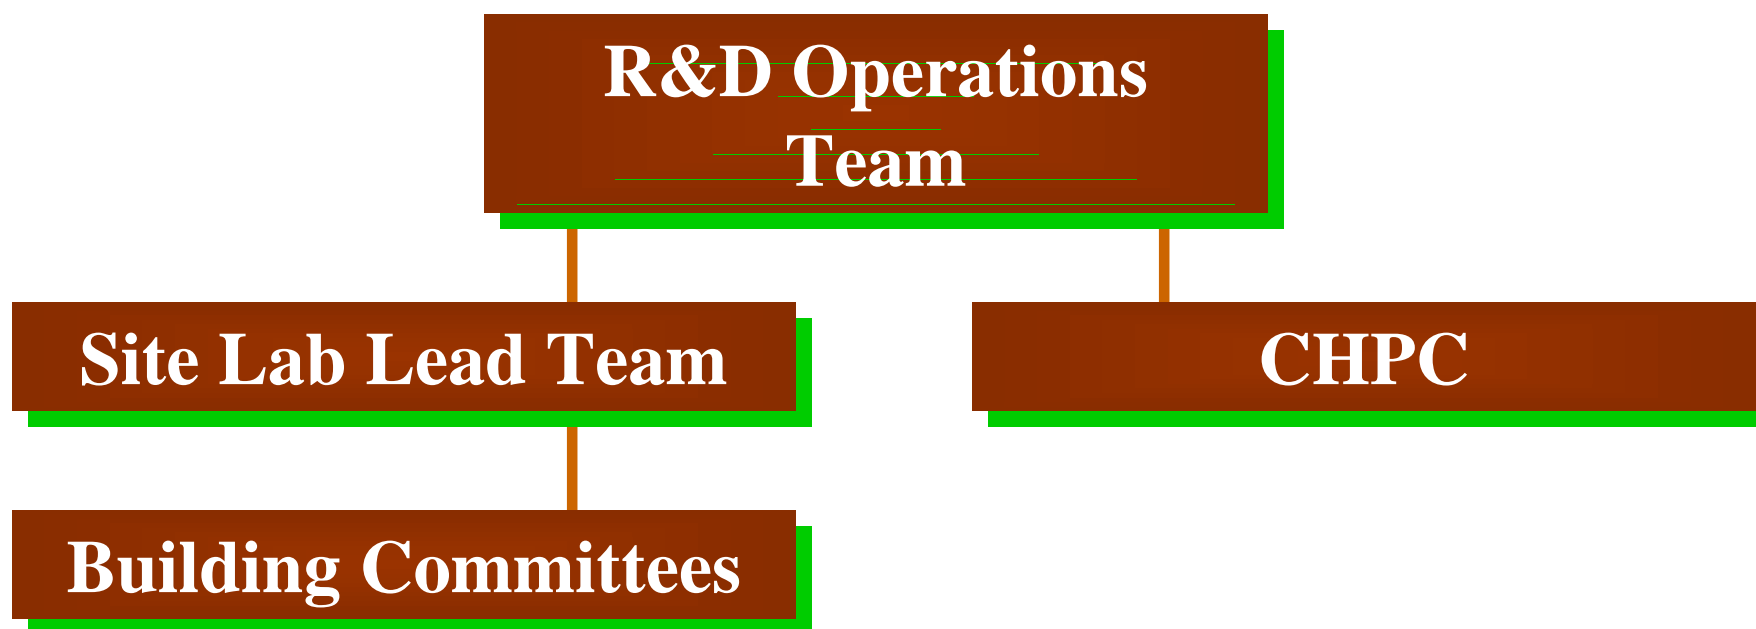 R&D Operations
Team
Site Lab Lead Team
CHPC
Building Committees